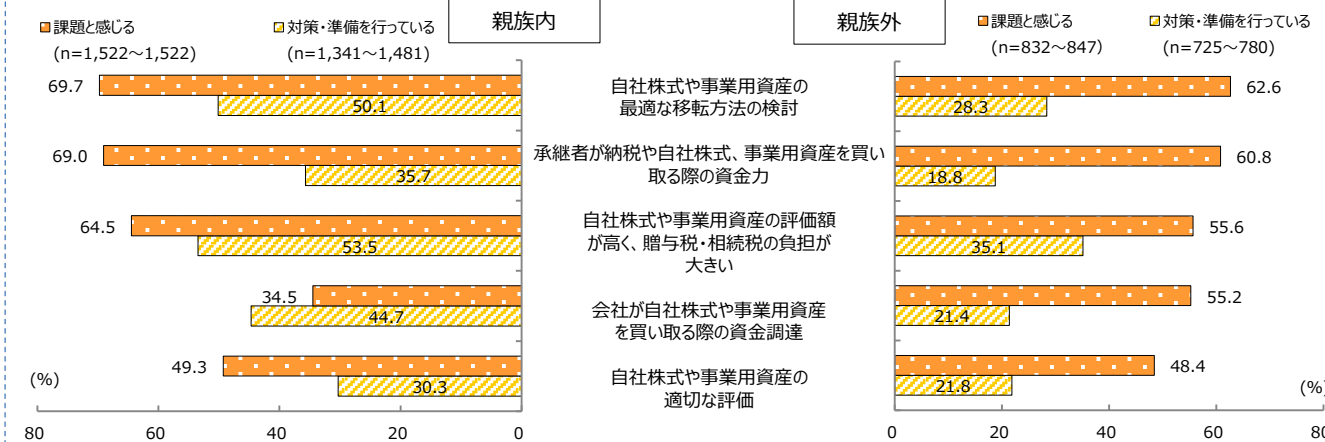 親族内
親族外
■課題と感じる
(n=1,522～1,522)
対策・準備を行っている
(n=1,341～1,481)
■課題と感じる
(n=832～847)
対策・準備を行っている
(n=725～780)
69.7
50.1
自社株式や事業用資産の
最適な移転方法の検討
62.6
28.3
69.0
35.7
承継者が納税や自社株式、事業用資産を買い
取る際の資金力
60.8
18.8
64.5
53.5
自社株式や事業用資産の評価額
が高く、贈与税・相続税の負担が
大きい
55.6
35.1
34.5
44.7
会社が自社株式や事業用資産
を買い取る際の資金調達
55.2
21.4
49.3
30.3
自社株式や事業用資産の
適切な評価
48.4
21.8
(%)
(%)
80 60 40 20 0
0 20 40 60 80